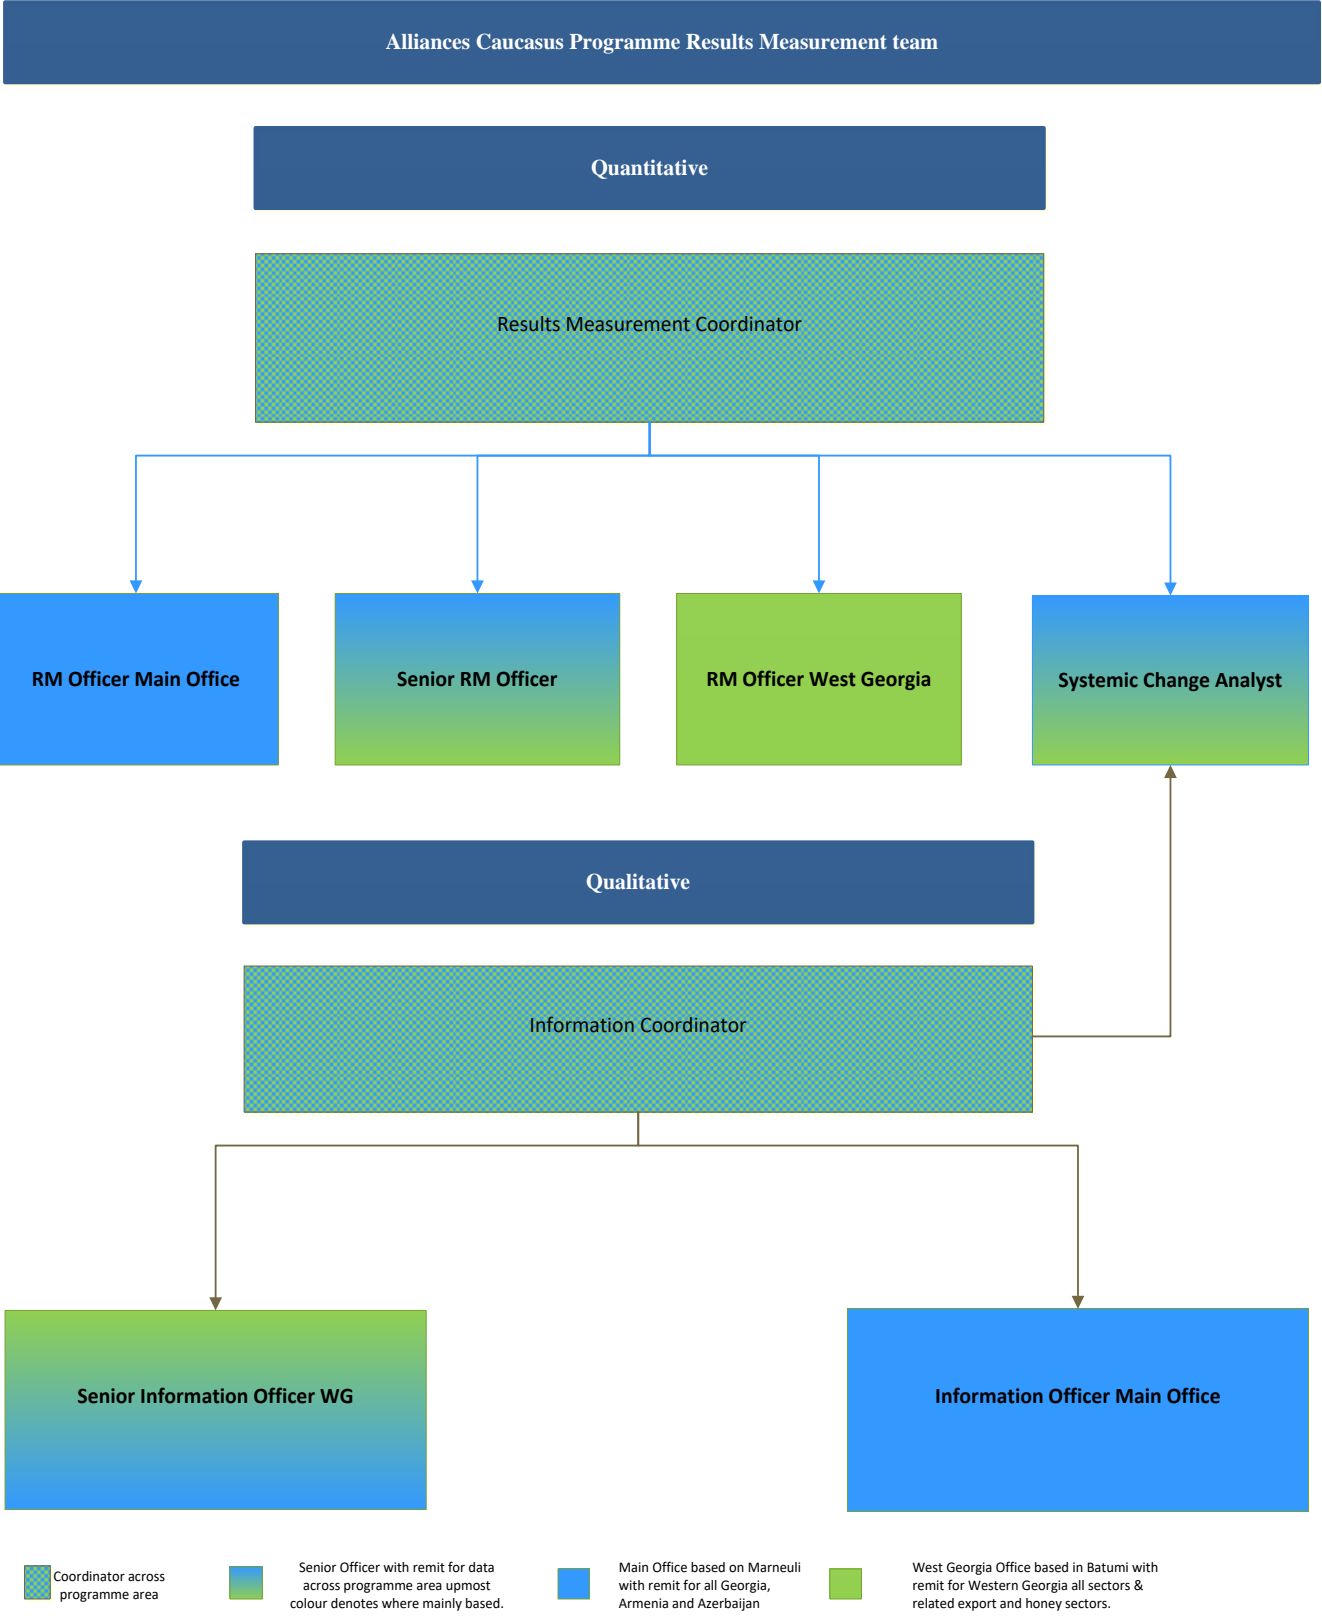 Alliances Caucasus Programme Results Measurement team
Quantitative
Results Measurement Coordinator
RM Officer Main Office
Senior RM Officer
RM Officer West Georgia
Systemic Change Analyst
Qualitative
Information Coordinator
Senior Information Officer WG
Information Officer Main Office
Coordinator across
programme area
Senior Officer with remit for data
across programme area upmost
colour denotes where mainly based.
Main Office based on Marneuli
with remit for all Georgia,
Armenia and Azerbaijan
West Georgia Office based in Batumi with
remit for Western Georgia all sectors &
related export and honey sectors.